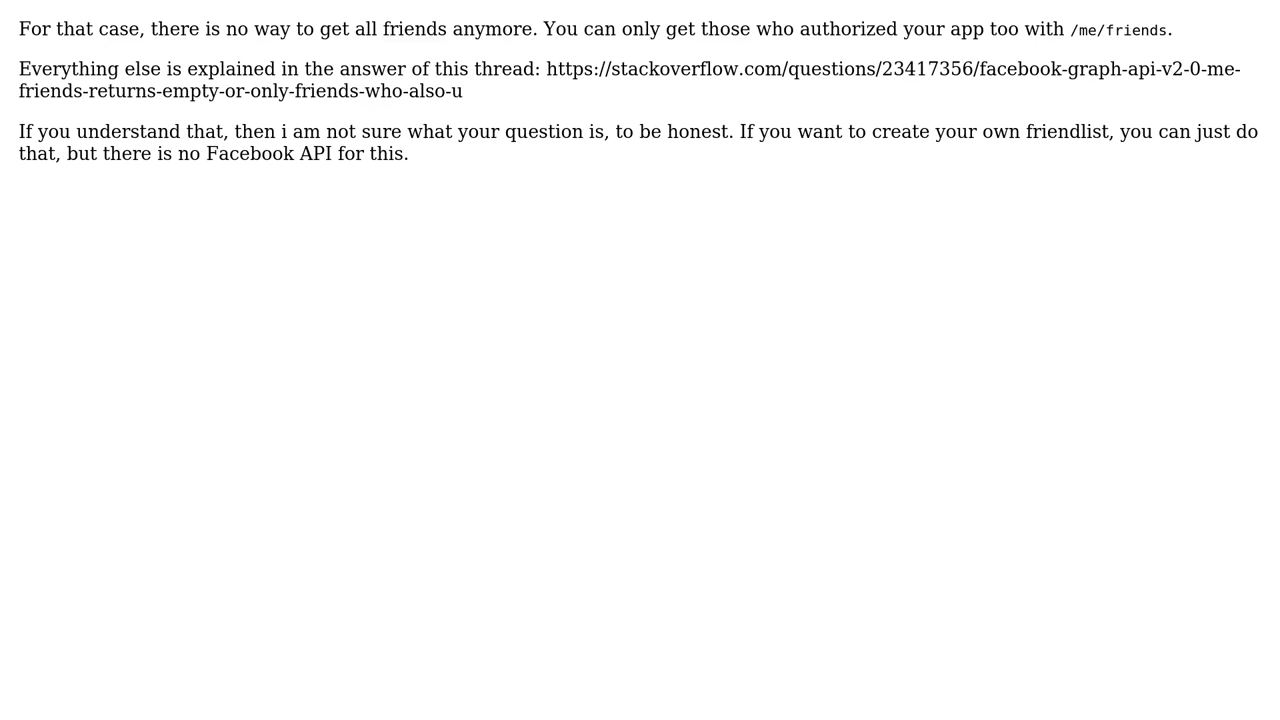 For that case, there is no way to get all friends anymore. You can only get those who authorized your app too with /me/friends.
Everything else is explained in the answer of this thread: https://stackoverflow.com/questions/23417356/facebook-graph-api-v2-0-me-
friends-returns-empty-or-only-friends-who-also-u
If you understand that, then i am not sure what your question is, to be honest. If you want to create your own friendlist, you can just do
that, but there is no Facebook API for this.